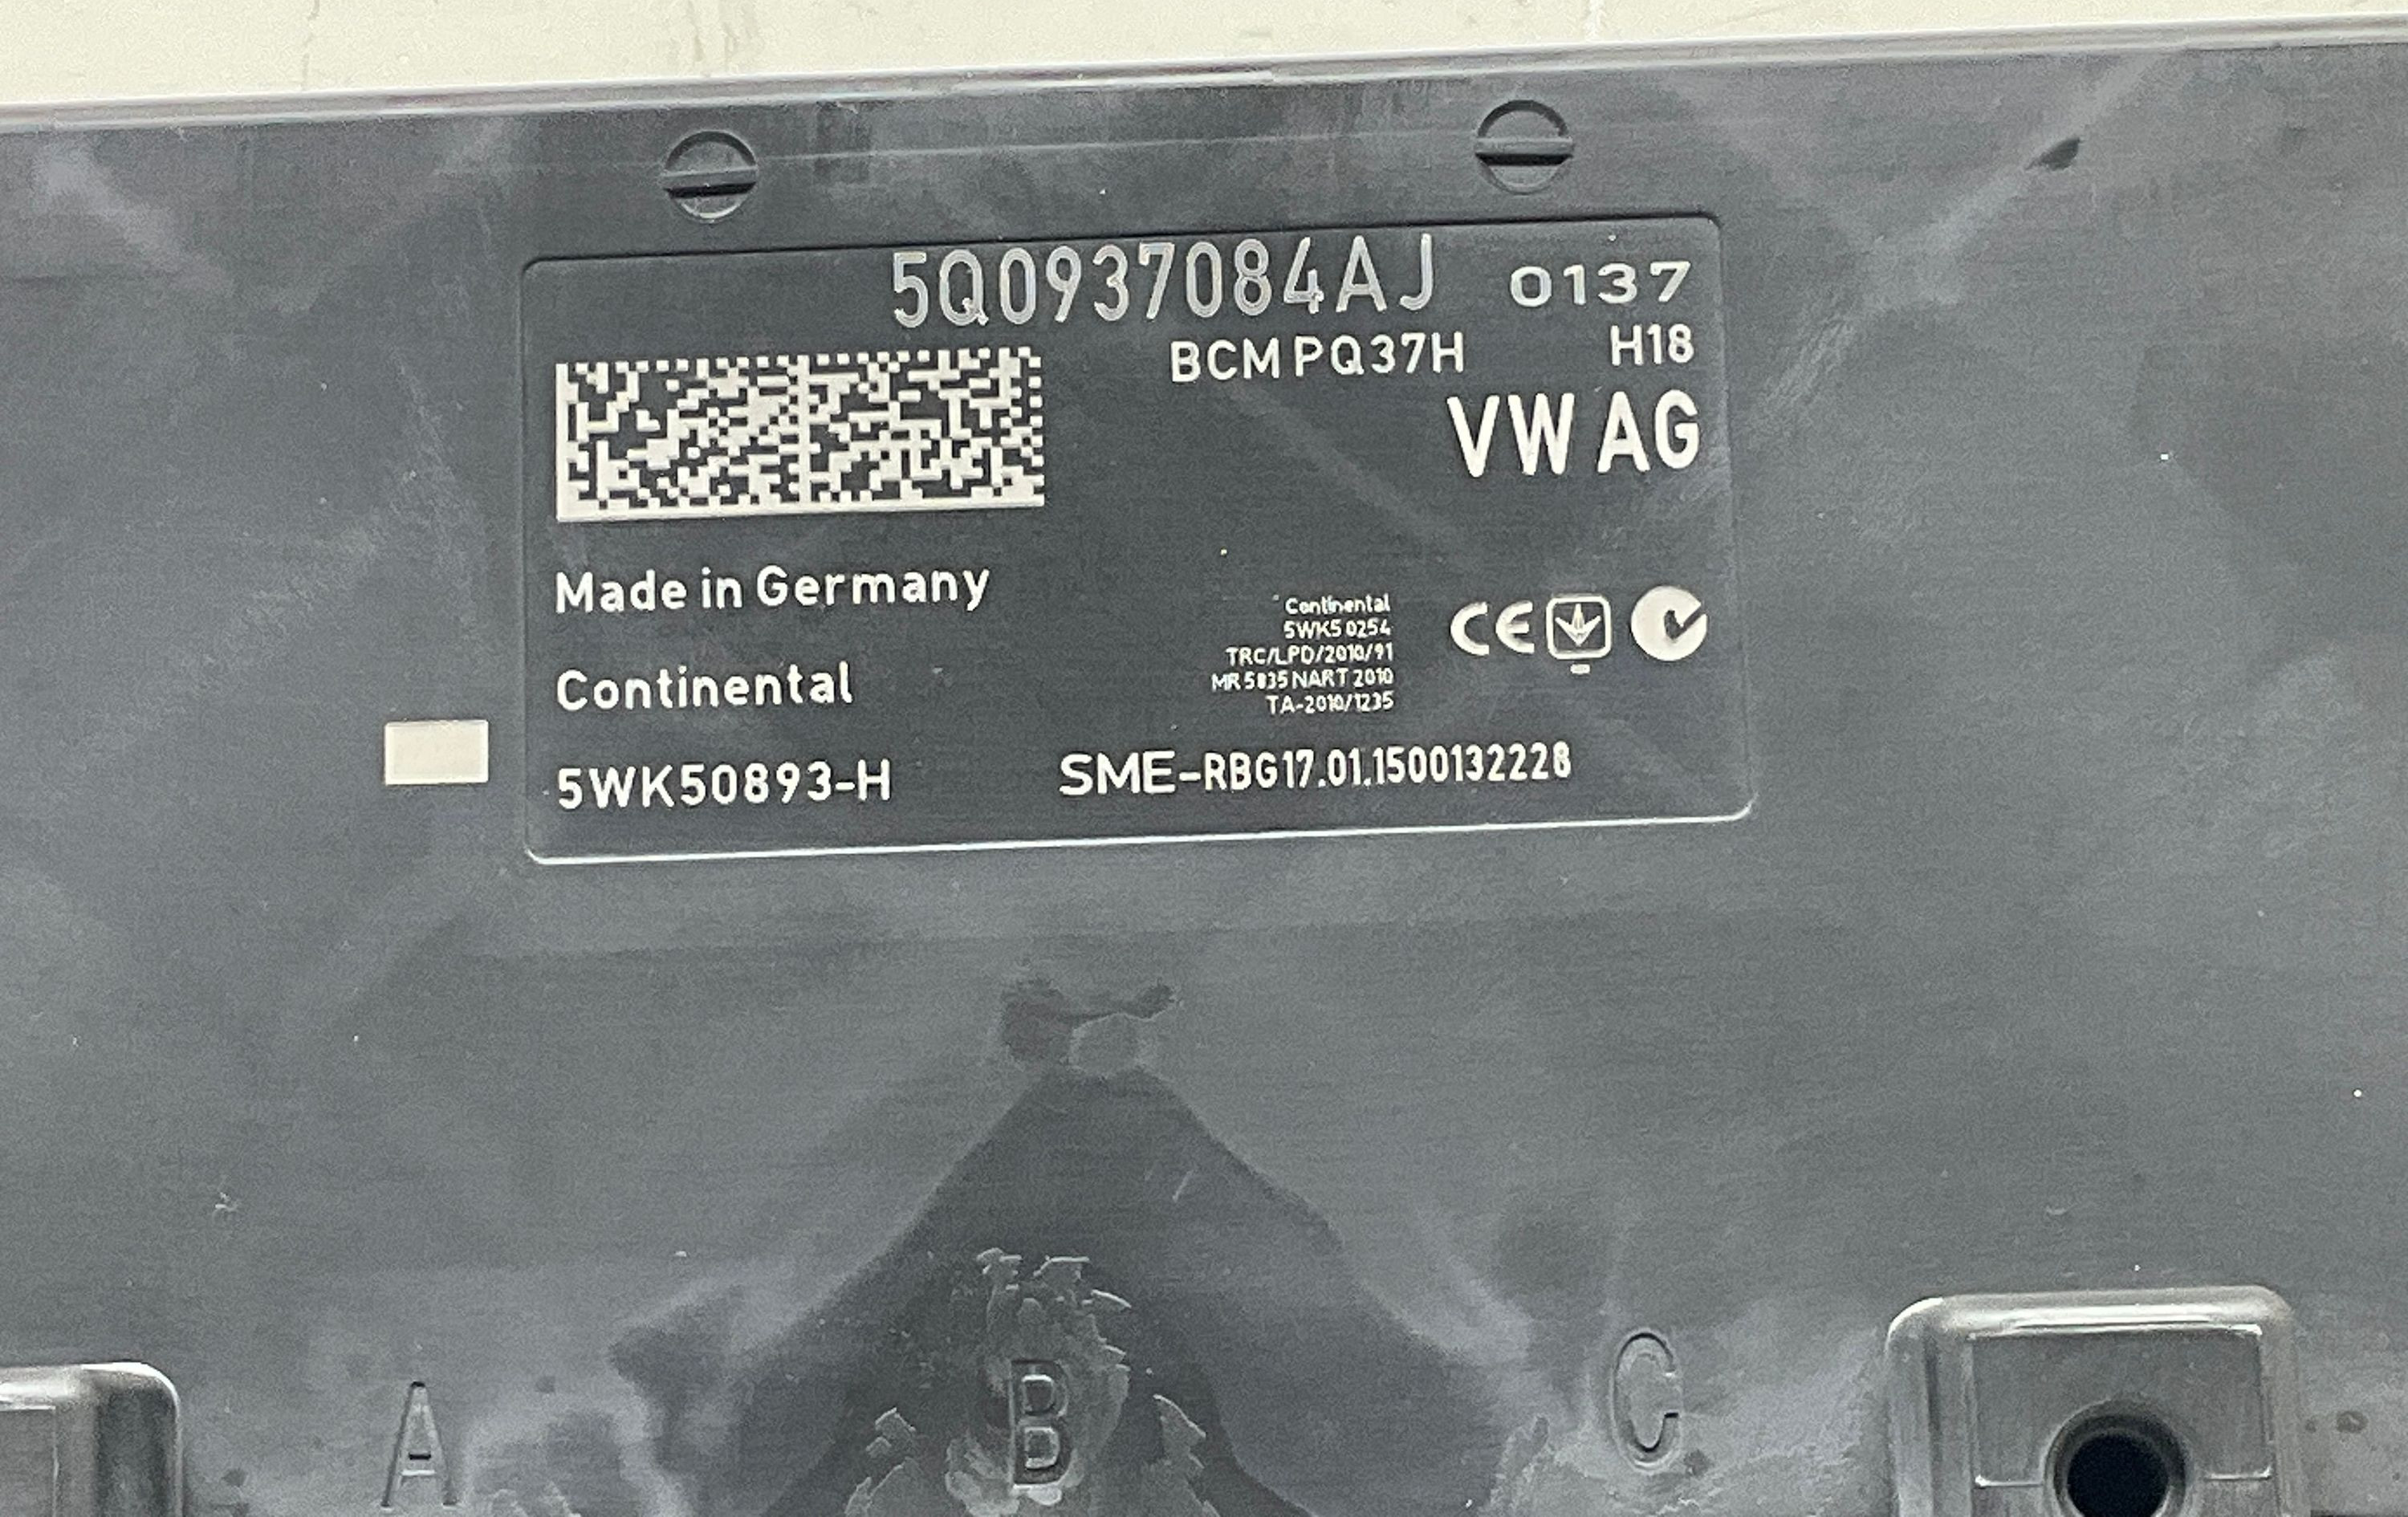 5Q0937084AJ 0137
BCM PQ37H H18
VW AG
Made in Germany
Continental
5WK5 0254
TRC/LPD/2010/91
MR 5835 NART 2010
TA-2010/1235
CE
Continental
5WK50893-H
SME-RBG17.01.1500132228
A
B
C